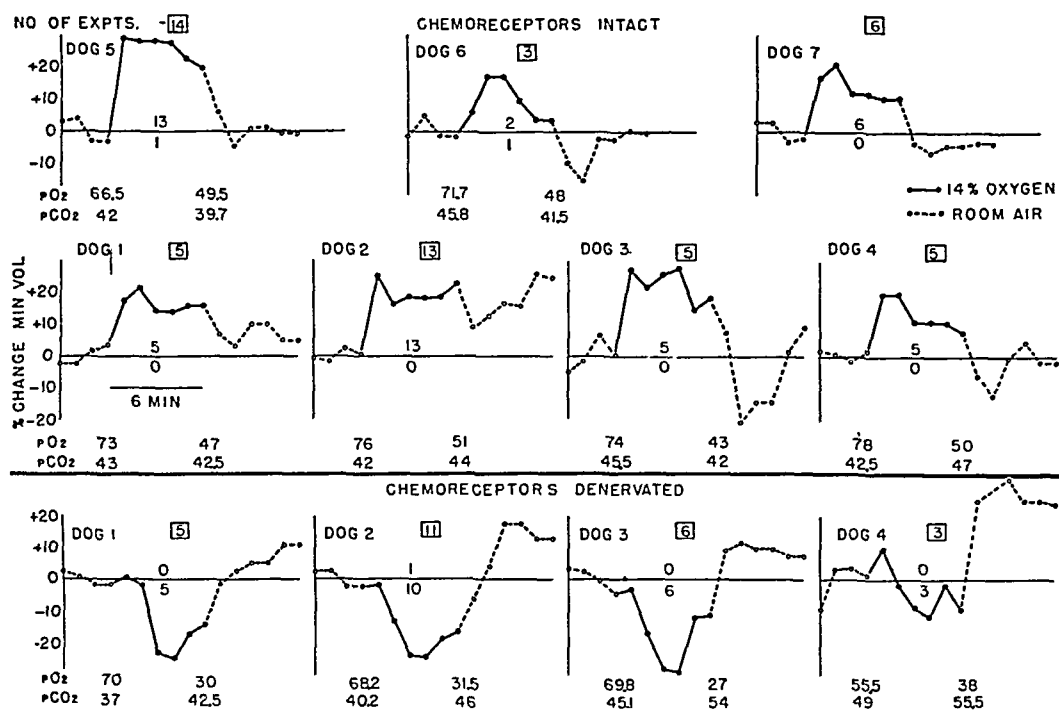 NO OF EXPTS. - 14 CHEMORECEPTORS INTACT
DOG 5 DOG 6 3 DOG 7 6
+20
+10
0
-10
13
1
2
1
6
0
14% OXYGEN
ROOM AIR
pO2 66.5 49.5 71.7 48
pCO2 42 39.7 45.8 41.5
DOG 1 5 DOG 2 13 DOG 3. 5 DOG 4 5
% CHANGE MIN VOL.
+20
+10
0
-10
-20
5
0
13
0
5
0
5
0
6 MIN
pO2 73 47 76 51 74 43 78 50
pCO2 43 42.5 42 44 45.5 42 42.5 47
CHEMORECEPTORS DENERVATED
DOG 1 5 DOG 2 11 DOG 3 6 DOG 4 3
+20
+10
0
-10
-20
0
5
1
10
0
6
0
3
pO2 70 30 68.2 31.5 69.8 27 55.5 38
pCO2 37 42.5 40.2 46 45.1 54 49 55.5